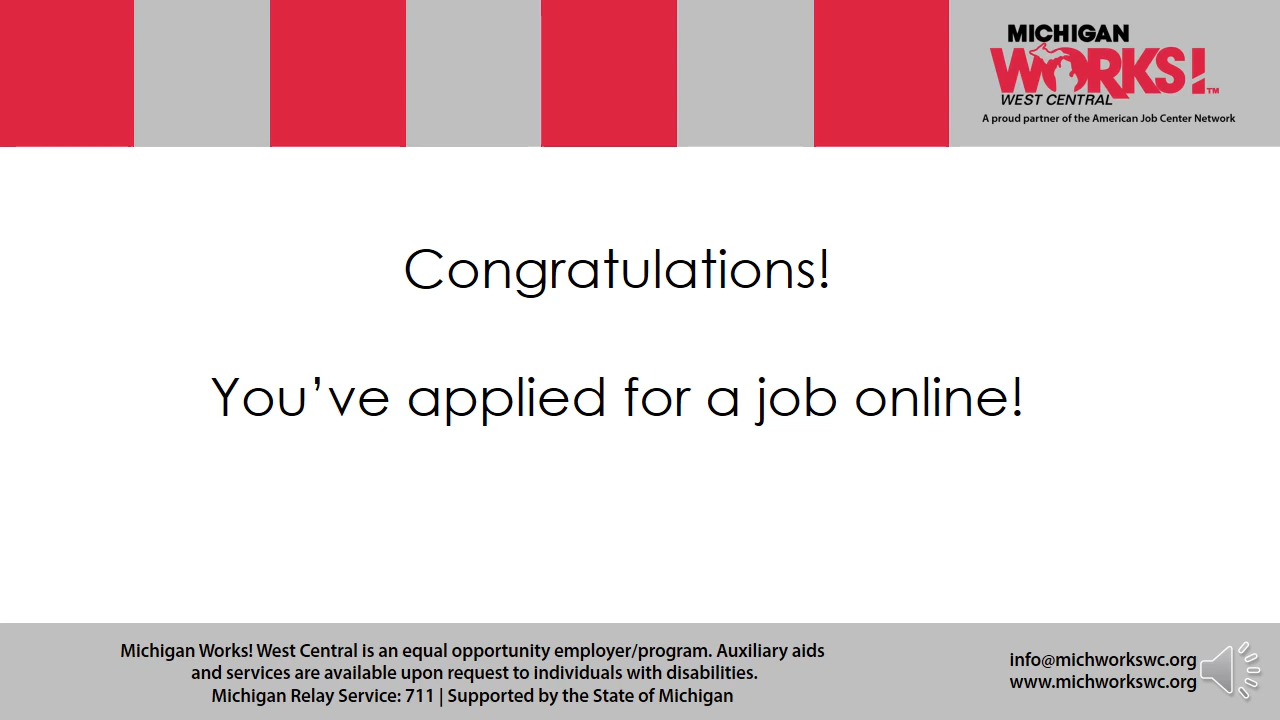 MICHIGAN
WORKS!™
WEST CENTRAL
A proud partner of the American Job Center Network
Congratulations!
You’ve applied for a job online!
Michigan Works! West Central is an equal opportunity employer/program. Auxiliary aids
and services are available upon request to individuals with disabilities.
Michigan Relay Service: 711 | Supported by the State of Michigan
info@michworkswc.org
www.michworkswc.org